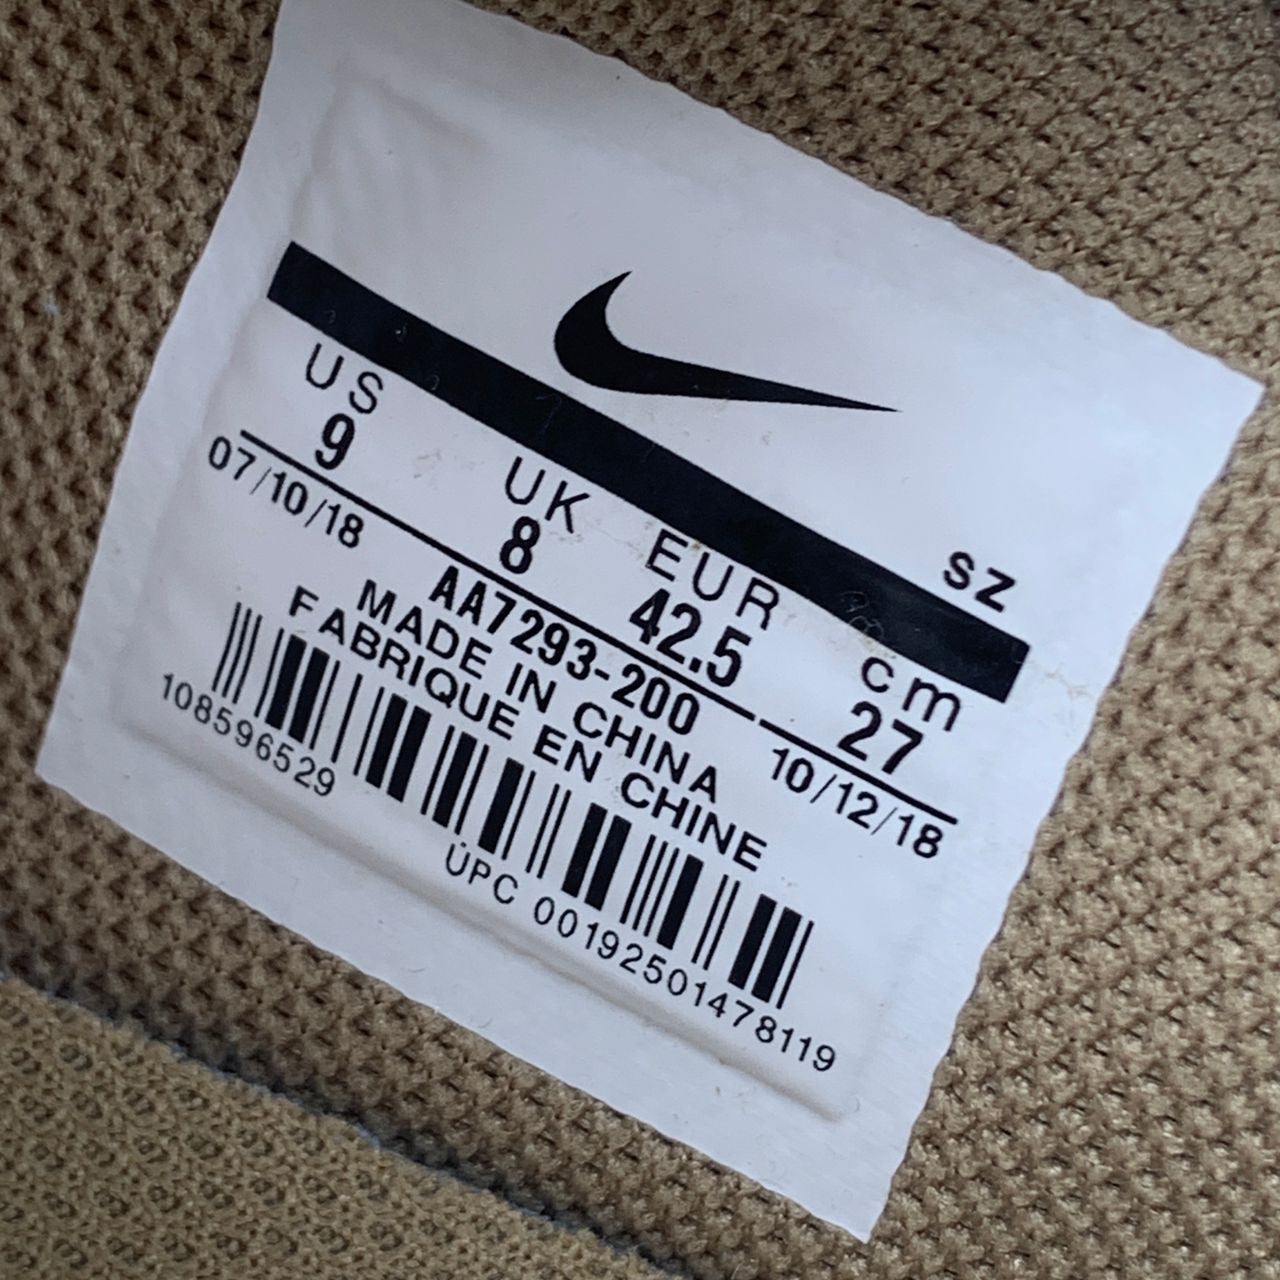 SZ
US UK EUR cm
9 8 42.5 27
07/10/18 AA7293-200 10/12/18
MADE IN CHINA
FABRIQUE EN CHINE
108596529
UPC 00192501478119